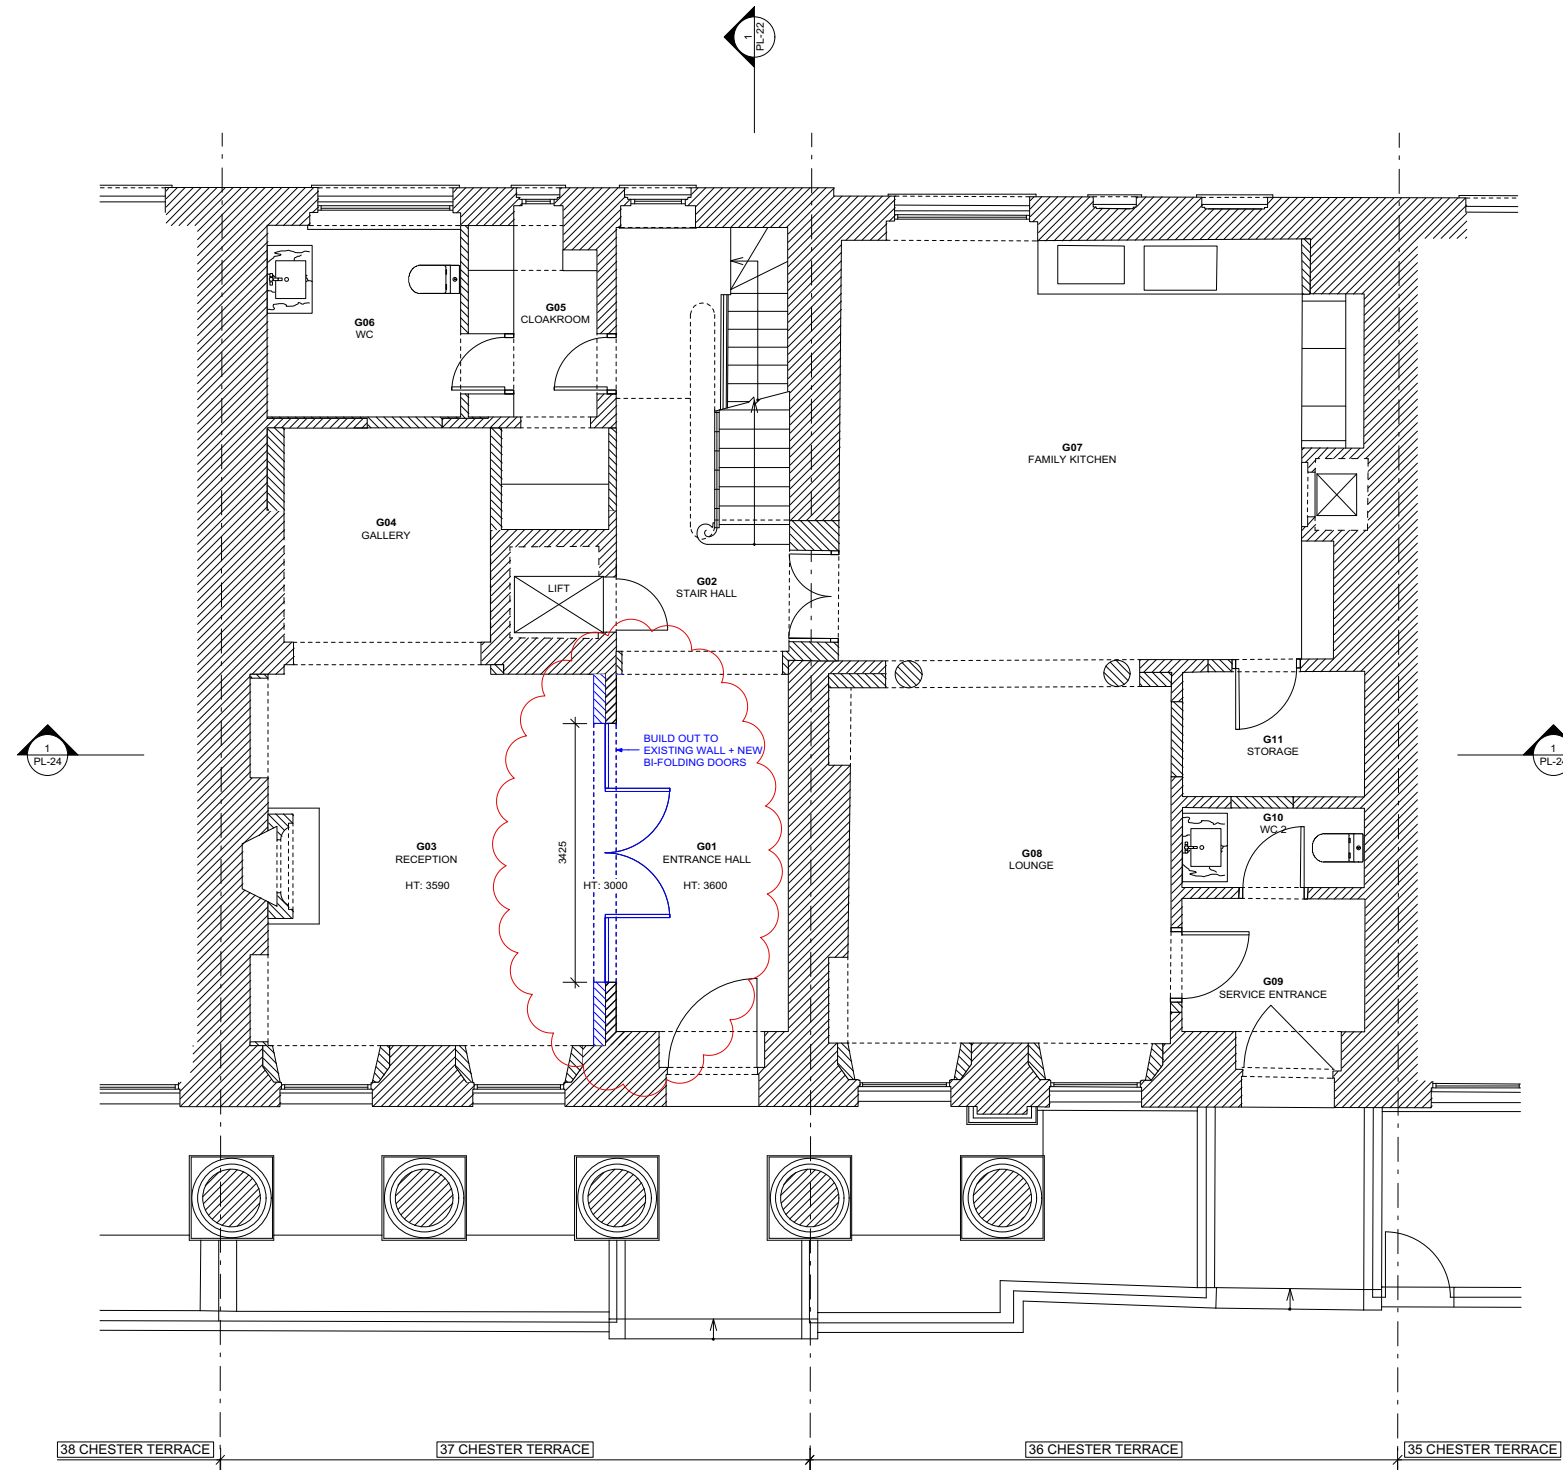 1
PL-22
G05
CLOAKROOM
G06
WC
G07
FAMILY KITCHEN
G04
GALLERY
LIFT
G02
STAIR HALL
BUILD OUT TO
EXISTING WALL + NEW
BI-FOLDING DOORS
1
PL-24
G11
STORAGE
1
PL-24
G10
WC 2
3425
G03
RECEPTION
HT: 3590
HT: 3000
G01
ENTRANCE HALL
HT: 3600
G08
LOUNGE
G09
SERVICE ENTRANCE
38 CHESTER TERRACE
37 CHESTER TERRACE
36 CHESTER TERRACE
35 CHESTER TERRACE